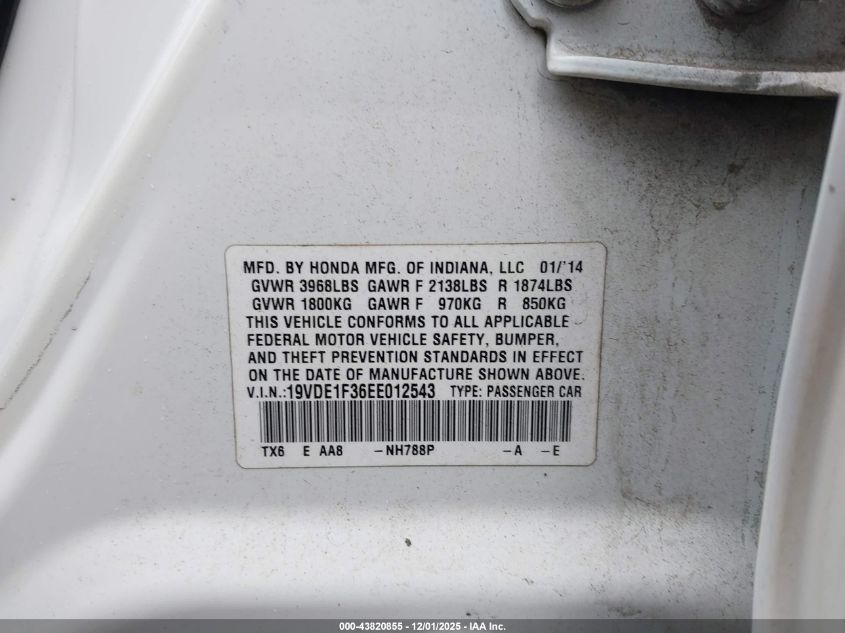 MFD. BY HONDA MFG. OF INDIANA, LLC 01/'14
GVWR 3968LBS GAWR F 2138LBS R 1874LBS
GVWR 1800KG GAWR F 970KG R 850KG
THIS VEHICLE CONFORMS TO ALL APPLICABLE
FEDERAL MOTOR VEHICLE SAFETY, BUMPER,
AND THEFT PREVENTION STANDARDS IN EFFECT
ON THE DATE OF MANUFACTURE SHOWN ABOVE.
V.I.N.:19VDE1F36EE012543 TYPE: PASSENGER CAR
TX6 E AA8 -NH788P -A -E
000-43820855 - 12/01/2025 - IAA Inc.